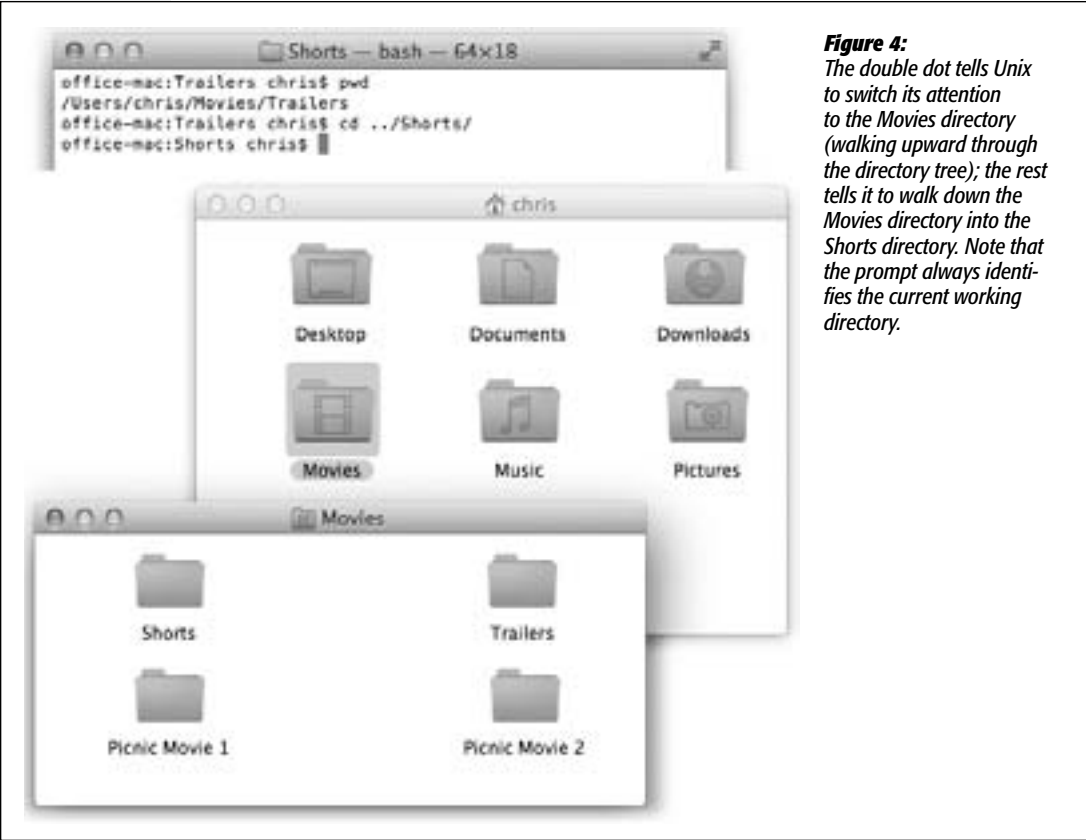 Shorts — bash — 64×18
office-mac:Trailers chris$ pwd
/Users/chris/Movies/Trailers
office-mac:Trailers chris$ cd ../Shorts/
office-mac:Shorts chris$
Figure 4:
The double dot tells Unix
to switch its attention
to the Movies directory
(walking upward through
the directory tree); the rest
tells it to walk down the
Movies directory into the
Shorts directory. Note that
the prompt always identi-
fies the current working
directory.
chris
Desktop Documents Downloads
Movies Music Pictures
Movies
Shorts Trailers
Picnic Movie 1 Picnic Movie 2